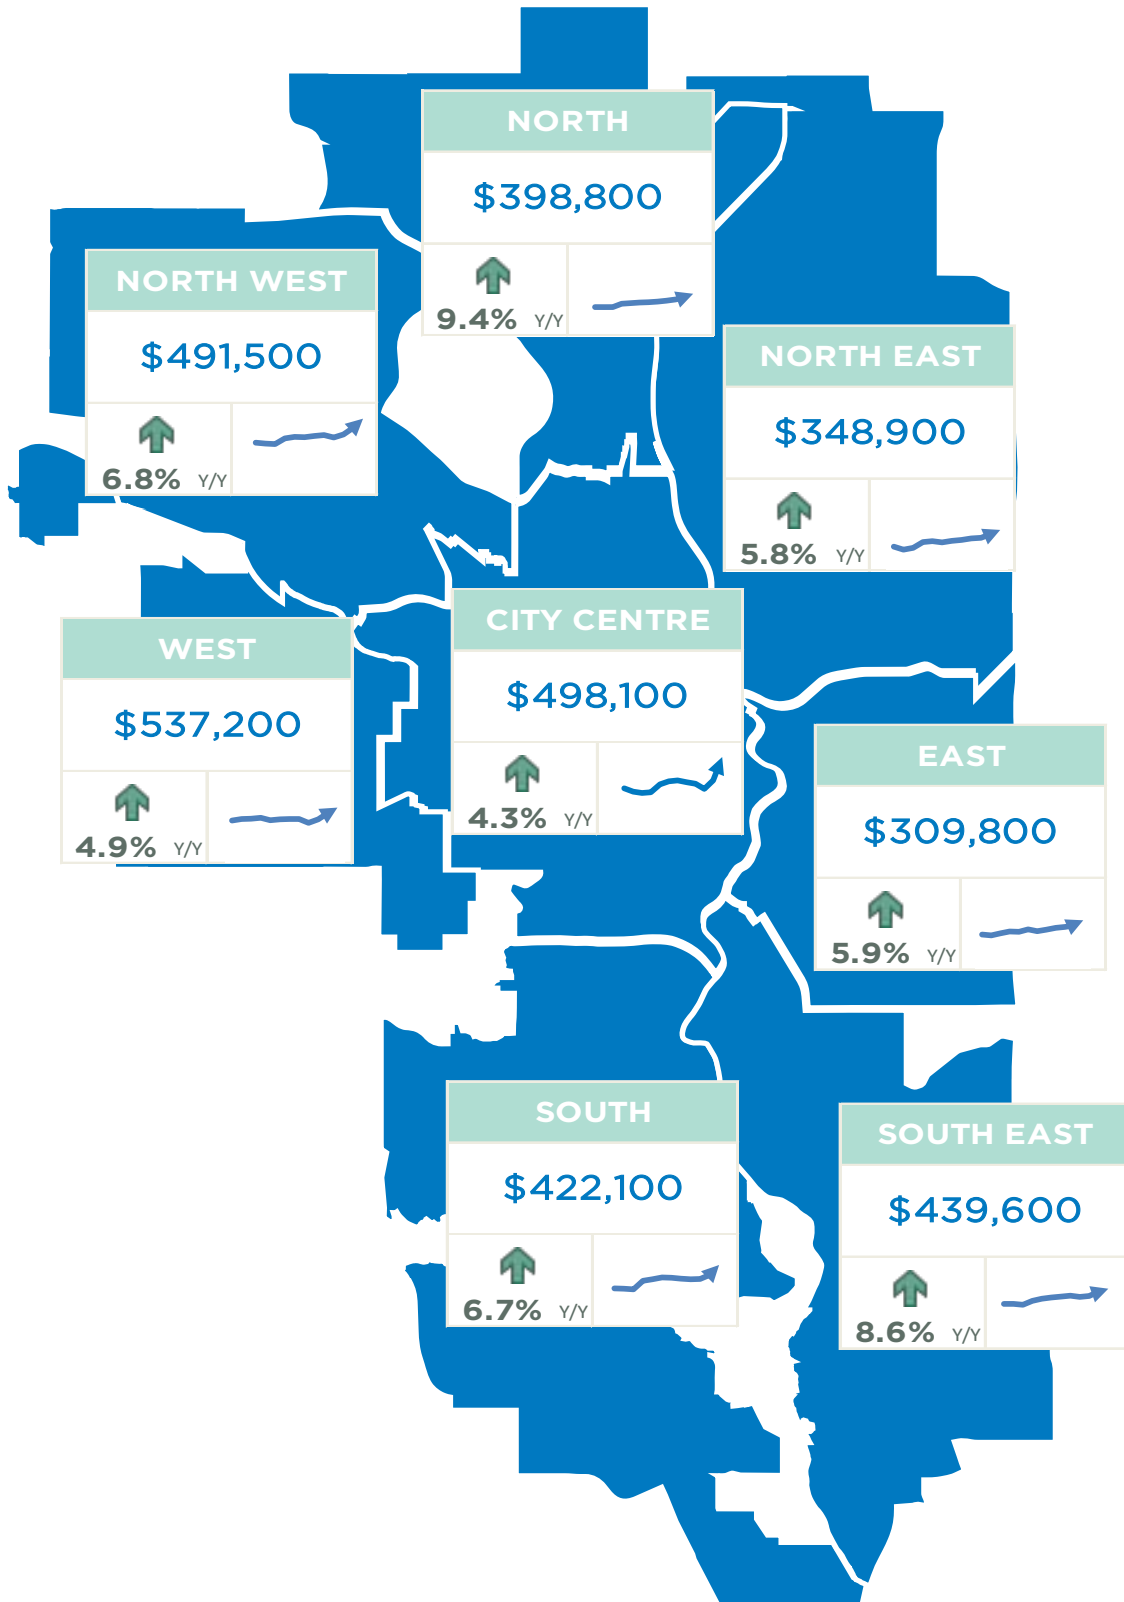 NORTH
$398,800
9.4% Y/Y
NORTH WEST
$491,500
6.8% Y/Y
NORTH EAST
$348,900
5.8% Y/Y
CITY CENTRE
$498,100
4.3% Y/Y
WEST
$537,200
4.9% Y/Y
EAST
$309,800
5.9% Y/Y
SOUTH
$422,100
6.7% Y/Y
SOUTH EAST
$439,600
8.6% Y/Y